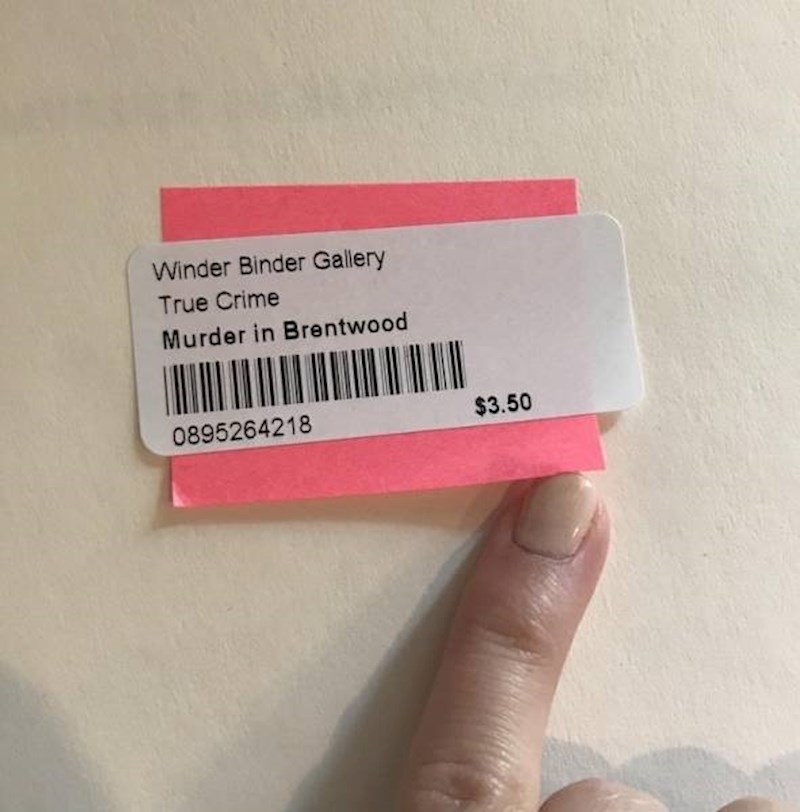 Winder Binder Gallery
True Crime
Murder in Brentwood
0895264218
$3.50